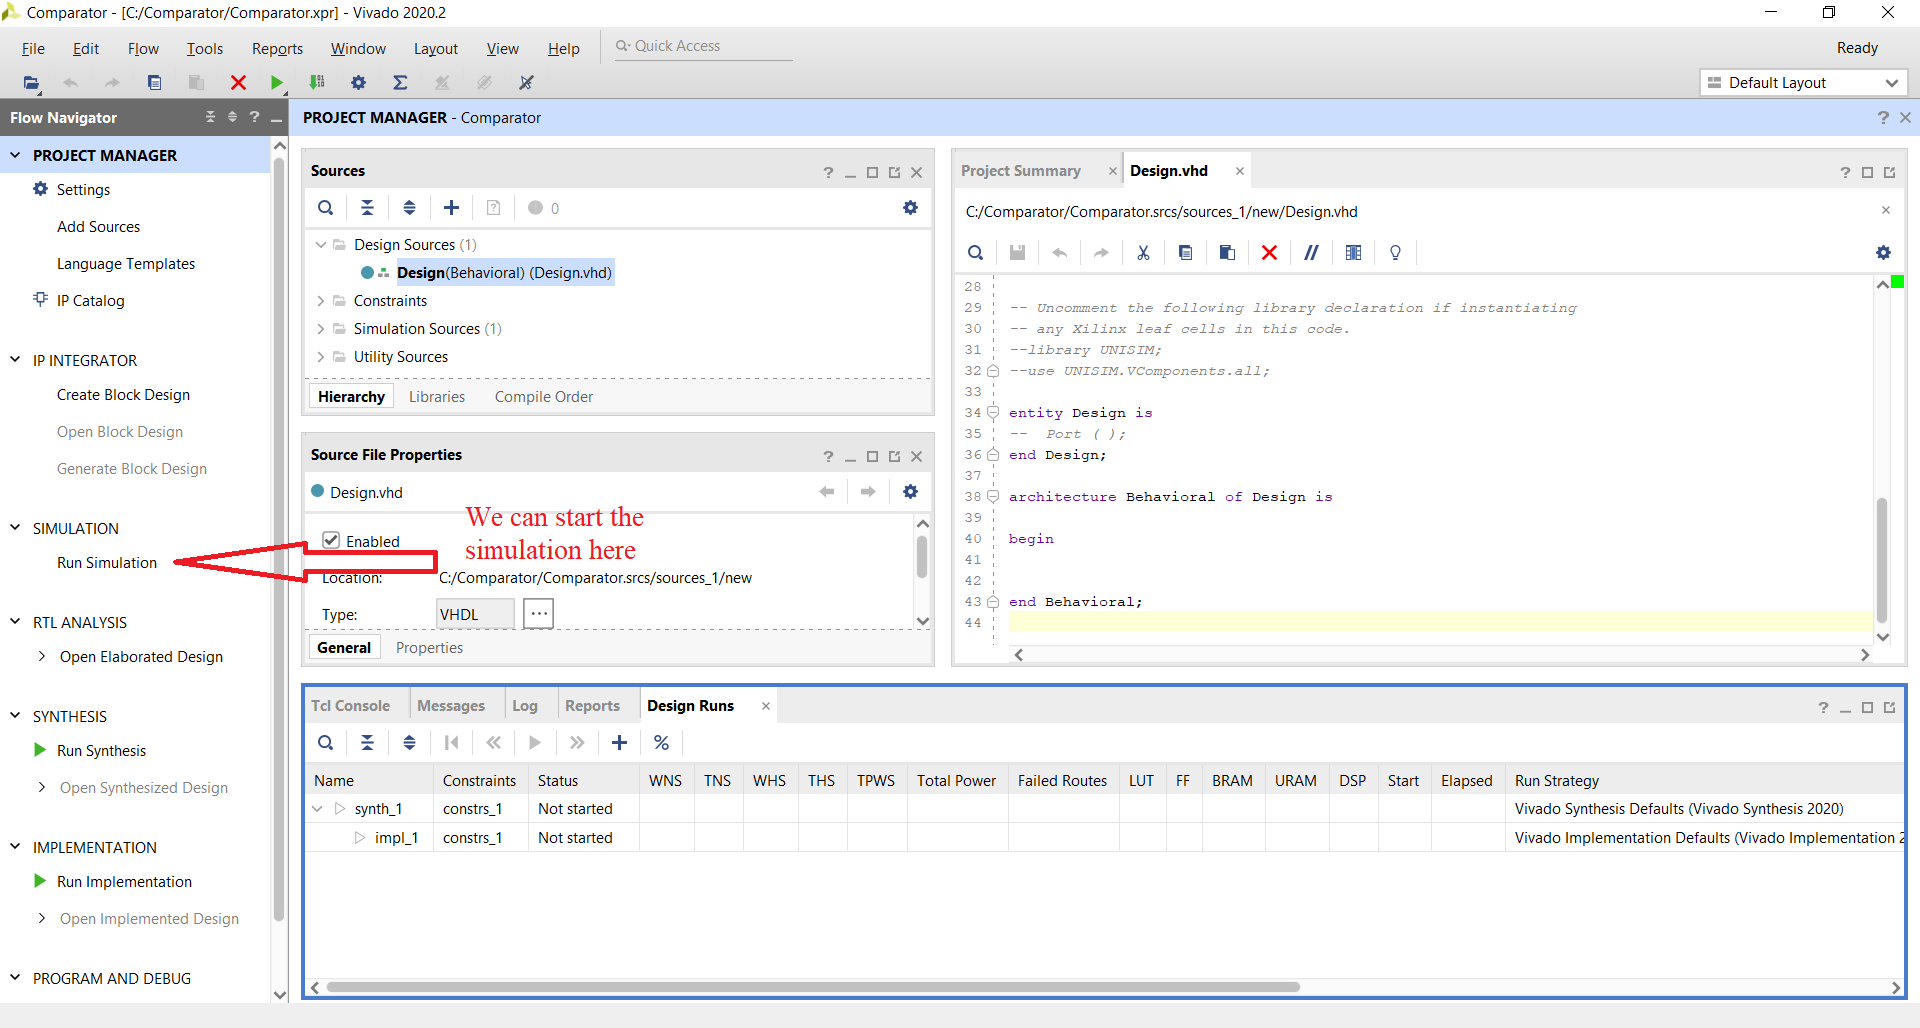 Comparator - [C:/Comparator/Comparator.xpr] - Vivado 2020.2
File Edit Flow Tools Reports Window Layout View Help Quick Access
Ready
Default Layout
Flow Navigator
PROJECT MANAGER
Settings
Add Sources
Language Templates
IP Catalog
IP INTEGRATOR
Create Block Design
Open Block Design
Generate Block Design
SIMULATION
Run Simulation
RTL ANALYSIS
Open Elaborated Design
SYNTHESIS
Run Synthesis
Open Synthesized Design
IMPLEMENTATION
Run Implementation
Open Implemented Design
PROGRAM AND DEBUG
PROJECT MANAGER - Comparator
Sources
0
Design Sources (1)
Design(Behavioral) (Design.vhd)
Constraints
Simulation Sources (1)
Utility Sources
Hierarchy Libraries Compile Order
Source File Properties
Design.vhd
We can start the
simulation here
Enabled
Location: C:/Comparator/Comparator.srcs/sources_1/new
Type: VHDL ...
General Properties
Project Summary Design.vhd
C:/Comparator/Comparator.srcs/sources_1/new/Design.vhd
28
29 -- Uncomment the following library declaration if instantiating
30 -- any Xilinx leaf cells in this code.
31 --library UNISIM;
32 --use UNISIM.VComponents.all;
33
34 entity Design is
35 --  Port ( );
36 end Design;
37
38 architecture Behavioral of Design is
39
40 begin
41
42
43 end Behavioral;
44
Tcl Console Messages Log Reports Design Runs
Name Constraints Status WNS TNS WHS THS TPWS Total Power Failed Routes LUT FF BRAM URAM DSP Start Elapsed Run Strategy
synth_1 constrs_1 Not started Vivado Synthesis Defaults (Vivado Synthesis 2020)
impl_1 constrs_1 Not started Vivado Implementation Defaults (Vivado Implementation 2